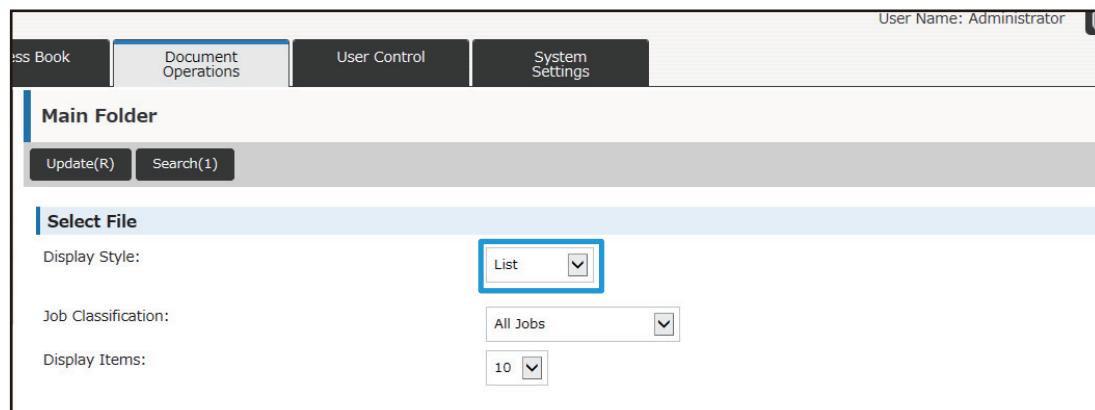 User Name: Administrator
ess Book
Document
Operations
User Control
System
Settings
Main Folder
Update(R)
Search(1)
Select File
Display Style:
List
Job Classification:
All Jobs
Display Items:
10